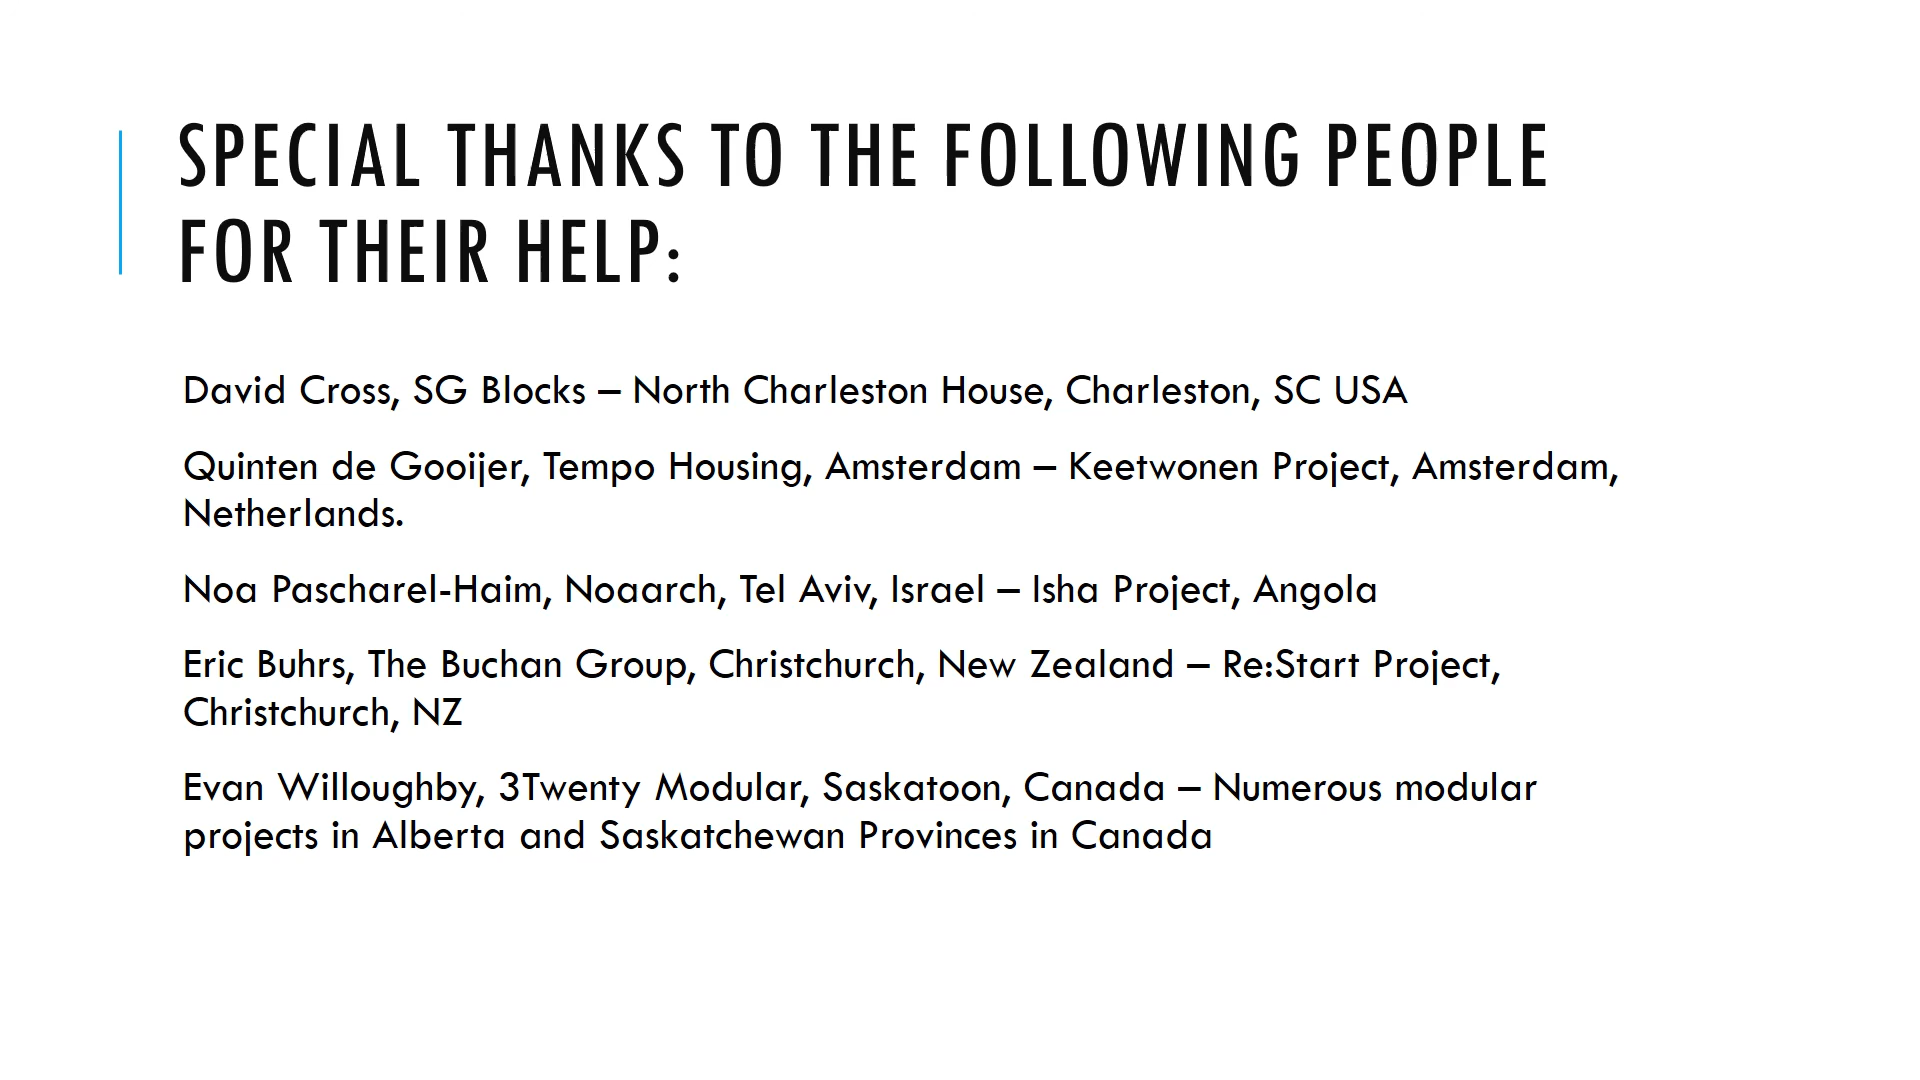 SPECIAL THANKS TO THE FOLLOWING PEOPLE
FOR THEIR HELP:
David Cross, SG Blocks – North Charleston House, Charleston, SC USA
Quinten de Gooijer, Tempo Housing, Amsterdam – Keetwonen Project, Amsterdam,
Netherlands.
Noa Pascharel-Haim, Noaarch, Tel Aviv, Israel – Isha Project, Angola
Eric Buhrs, The Buchan Group, Christchurch, New Zealand – Re:Start Project,
Christchurch, NZ
Evan Willoughby, 3Twenty Modular, Saskatoon, Canada – Numerous modular
projects in Alberta and Saskatchewan Provinces in Canada